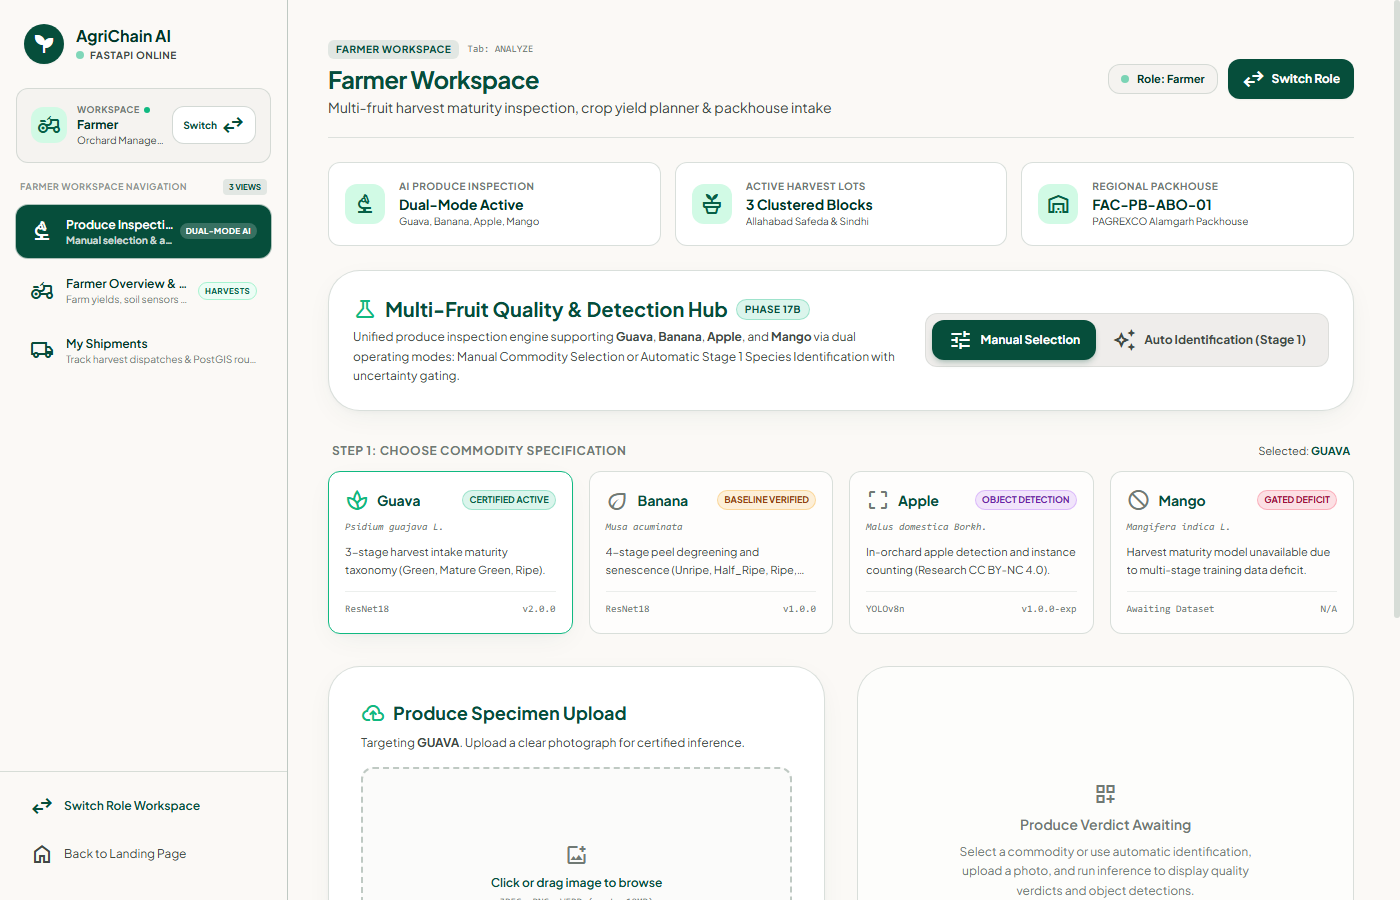 AgriChain AI
FASTAPI ONLINE
WORKSPACE
Farmer
Orchard Manage...
Switch
FARMER WORKSPACE NAVIGATION
3 VIEWS
Produce Inspecti...
Manual selection & a...
DUAL-MODE AI
Farmer Overview & ...
Farm yields, soil sensors ...
HARVESTS
My Shipments
Track harvest dispatches & PostGIS rou...
Switch Role Workspace
Back to Landing Page
FARMER WORKSPACE
Tab: ANALYZE
Farmer Workspace
Multi-fruit harvest maturity inspection, crop yield planner & packhouse intake
Role: Farmer
Switch Role
AI PRODUCE INSPECTION
Dual-Mode Active
Guava, Banana, Apple, Mango
ACTIVE HARVEST LOTS
3 Clustered Blocks
Allahabad Safeda & Sindhi
REGIONAL PACKHOUSE
FAC-PB-ABO-01
PAGREXCO Alamgarh Packhouse
Multi-Fruit Quality & Detection Hub
PHASE 17B
Unified produce inspection engine supporting Guava, Banana, Apple, and Mango via dual
operating modes: Manual Commodity Selection or Automatic Stage 1 Species Identification with
uncertainty gating.
Manual Selection
Auto Identification (Stage 1)
STEP 1: CHOOSE COMMODITY SPECIFICATION
Selected: GUAVA
Guava
CERTIFIED ACTIVE
Psidium guajava L.
3-stage harvest intake maturity
taxonomy (Green, Mature Green, Ripe).
ResNet18
v2.0.0
Banana
BASELINE VERIFIED
Musa acuminata
4-stage peel degreening and
senescence (Unripe, Half_Ripe, Ripe,...
ResNet18
v1.0.0
Apple
OBJECT DETECTION
Malus domestica Borkh.
In-orchard apple detection and instance
counting (Research CC BY-NC 4.0).
YOLOv8n
v1.0.0-exp
Mango
GATED DEFICIT
Mangifera indica L.
Harvest maturity model unavailable due
to multi-stage training data deficit.
Awaiting Dataset
N/A
Produce Specimen Upload
Targeting GUAVA. Upload a clear photograph for certified inference.
Click or drag image to browse
Produce Verdict Awaiting
Select a commodity or use automatic identification,
upload a photo, and run inference to display quality
verdicts and object detections.